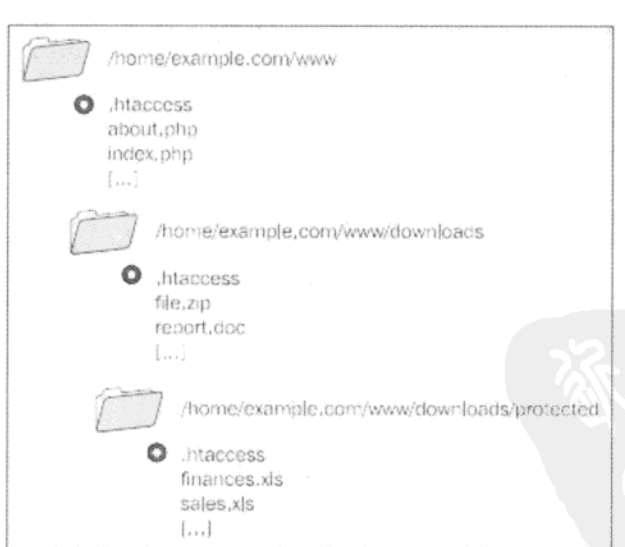 /home/example.com/www
.htaccess
about.php
index.php
[...]
/home/example.com/www/downloads
.htaccess
file.zip
report.doc
[...]
/home/example.com/www/downloads/protected
.htaccess
finances.xls
sales.xls
[...]